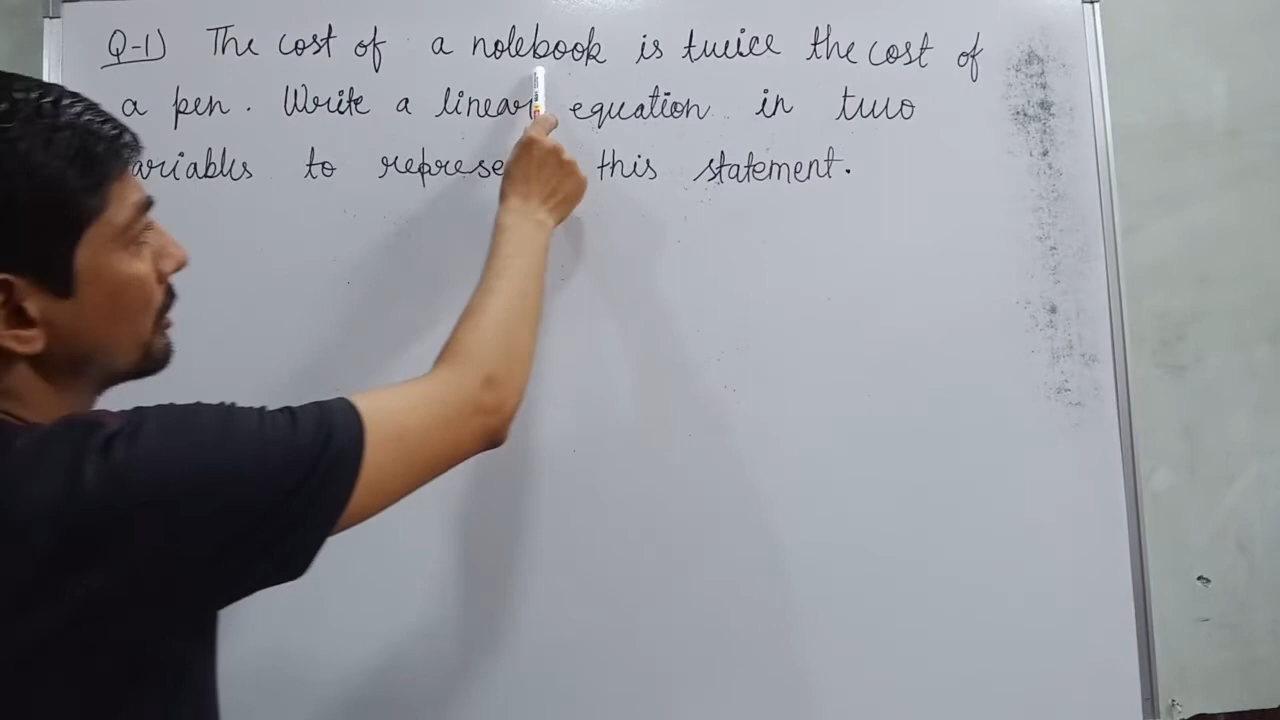 Q-1) The cost of a notebook is twice the cost of
a pen. Write a linear equation in two
to this statement.